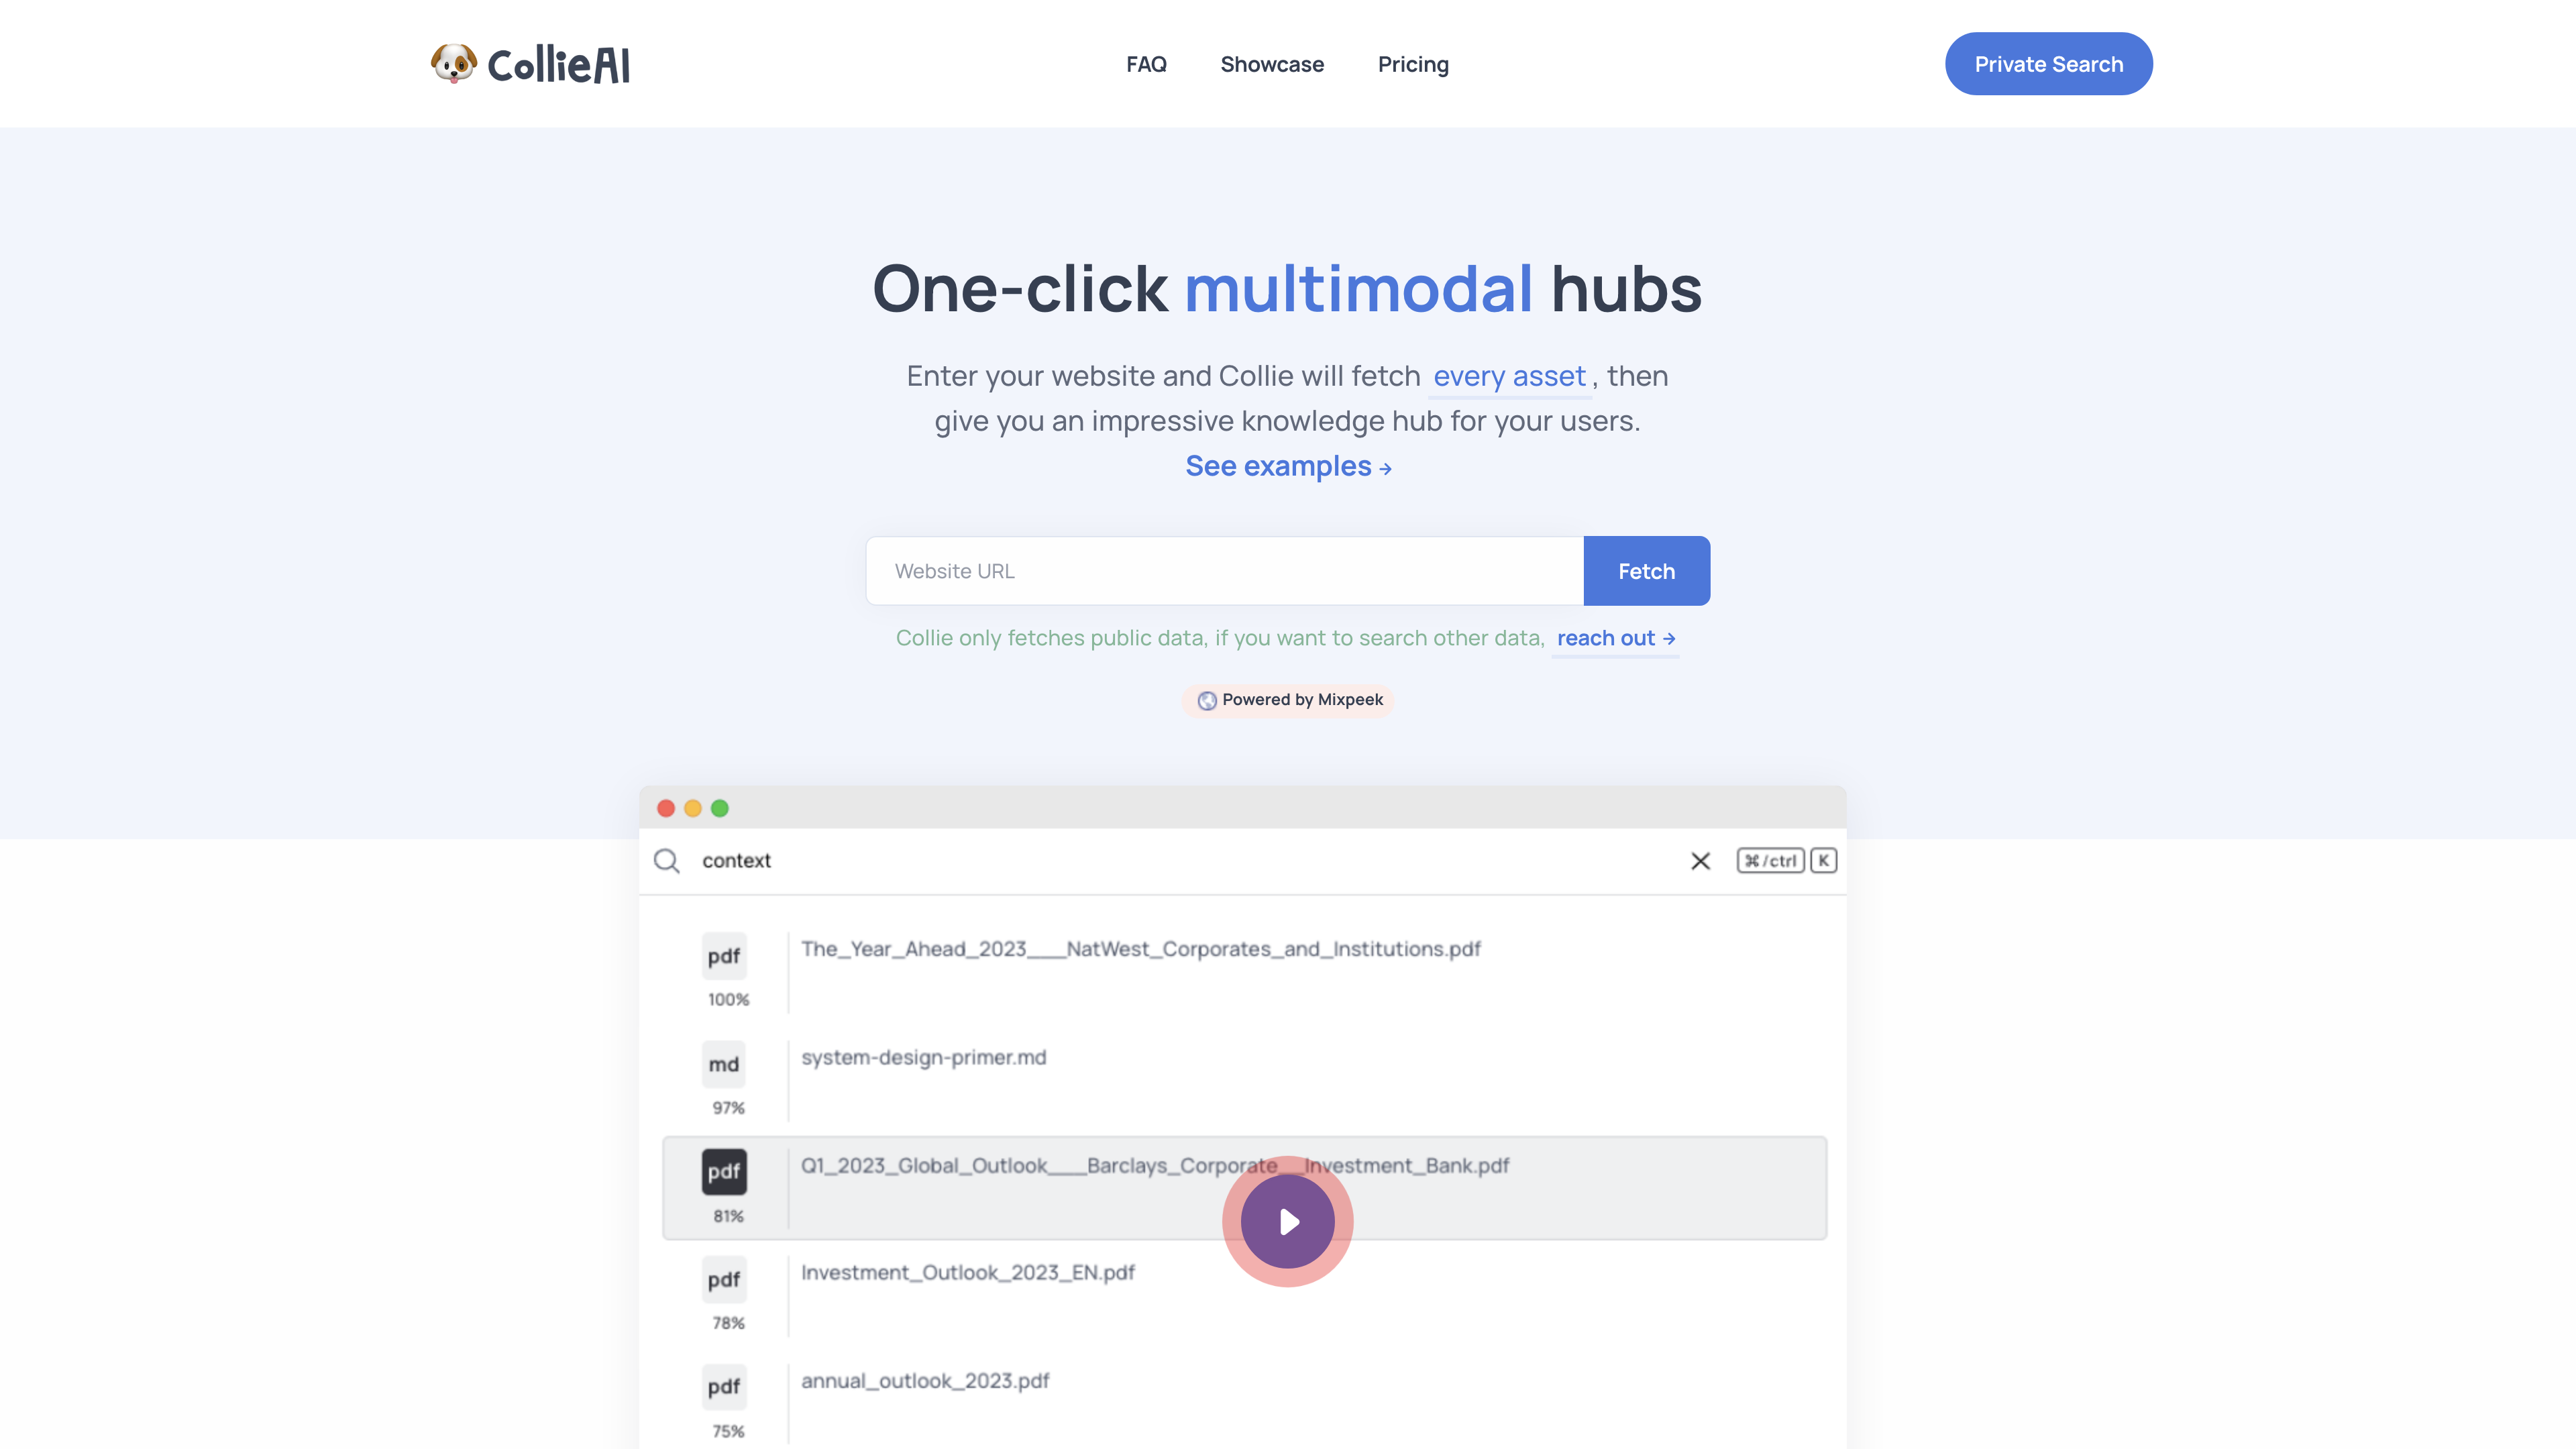 CollieAI
FAQ
Showcase
Pricing
Private Search
One-click multimodal hubs
Enter your website and Collie will fetch every asset, then
give you an impressive knowledge hub for your users.
See examples →
Website URL
Fetch
Collie only fetches public data, if you want to search other data, reach out →
Powered by Mixpeek
context
⌘/ctrl K
pdf
The_Year_Ahead_2023___NatWest_Corporates_and_Institutions.pdf
100%
md
system-design-primer.md
97%
pdf
Q1_2023_Global_Outlook___Barclays_Corporate__Investment_Bank.pdf
81%
pdf
Investment_Outlook_2023_EN.pdf
78%
pdf
annual_outlook_2023.pdf
75%